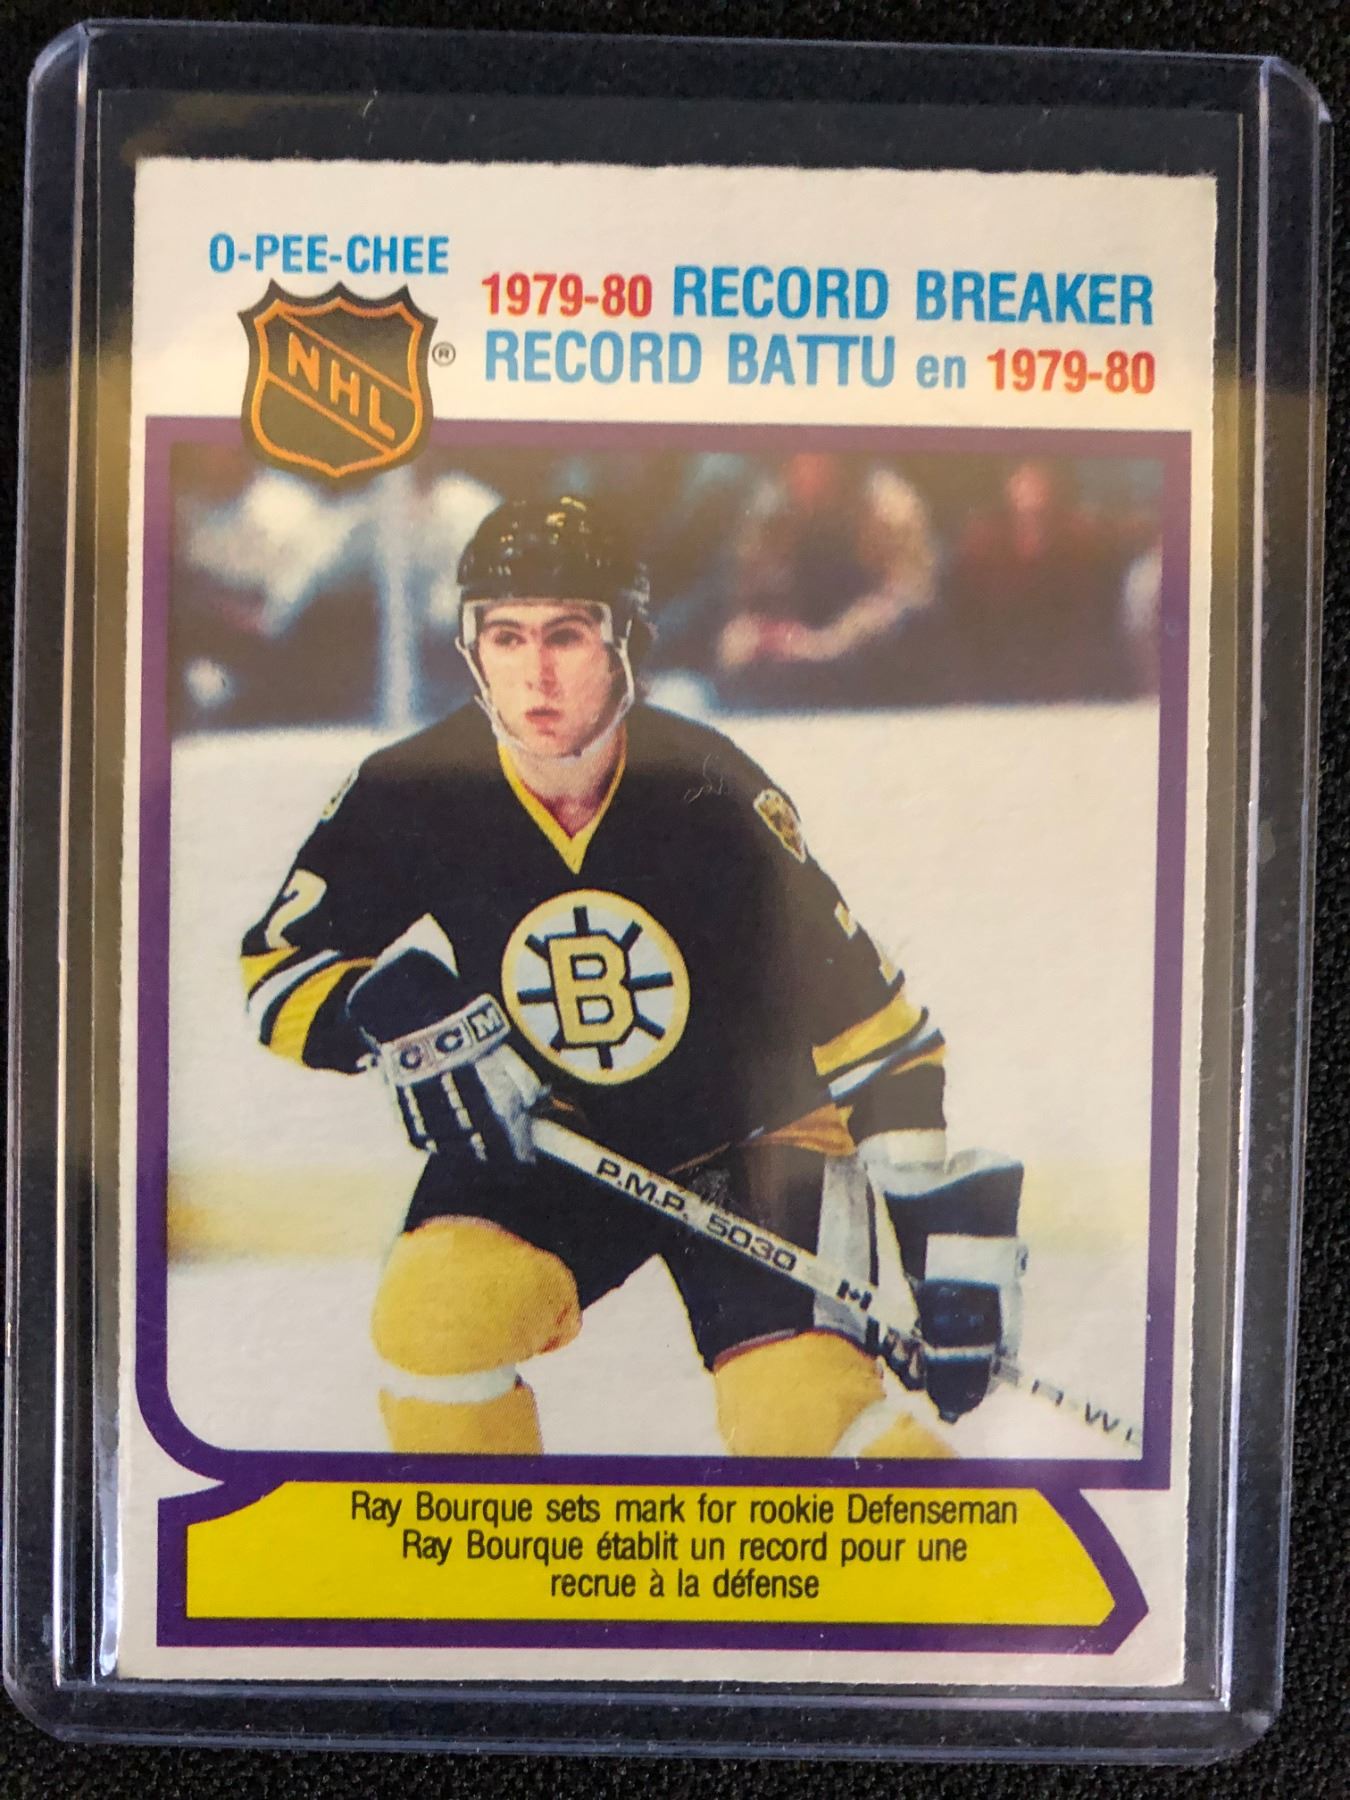 O-PEE-CHEE
NHL
®
1979-80 RECORD BREAKER
RECORD BATTU en 1979-80
7
B
CCM
P.M.P. 5030
Ray Bourque sets mark for rookie Defenseman
Ray Bourque établit un record pour une
recrue à la défense